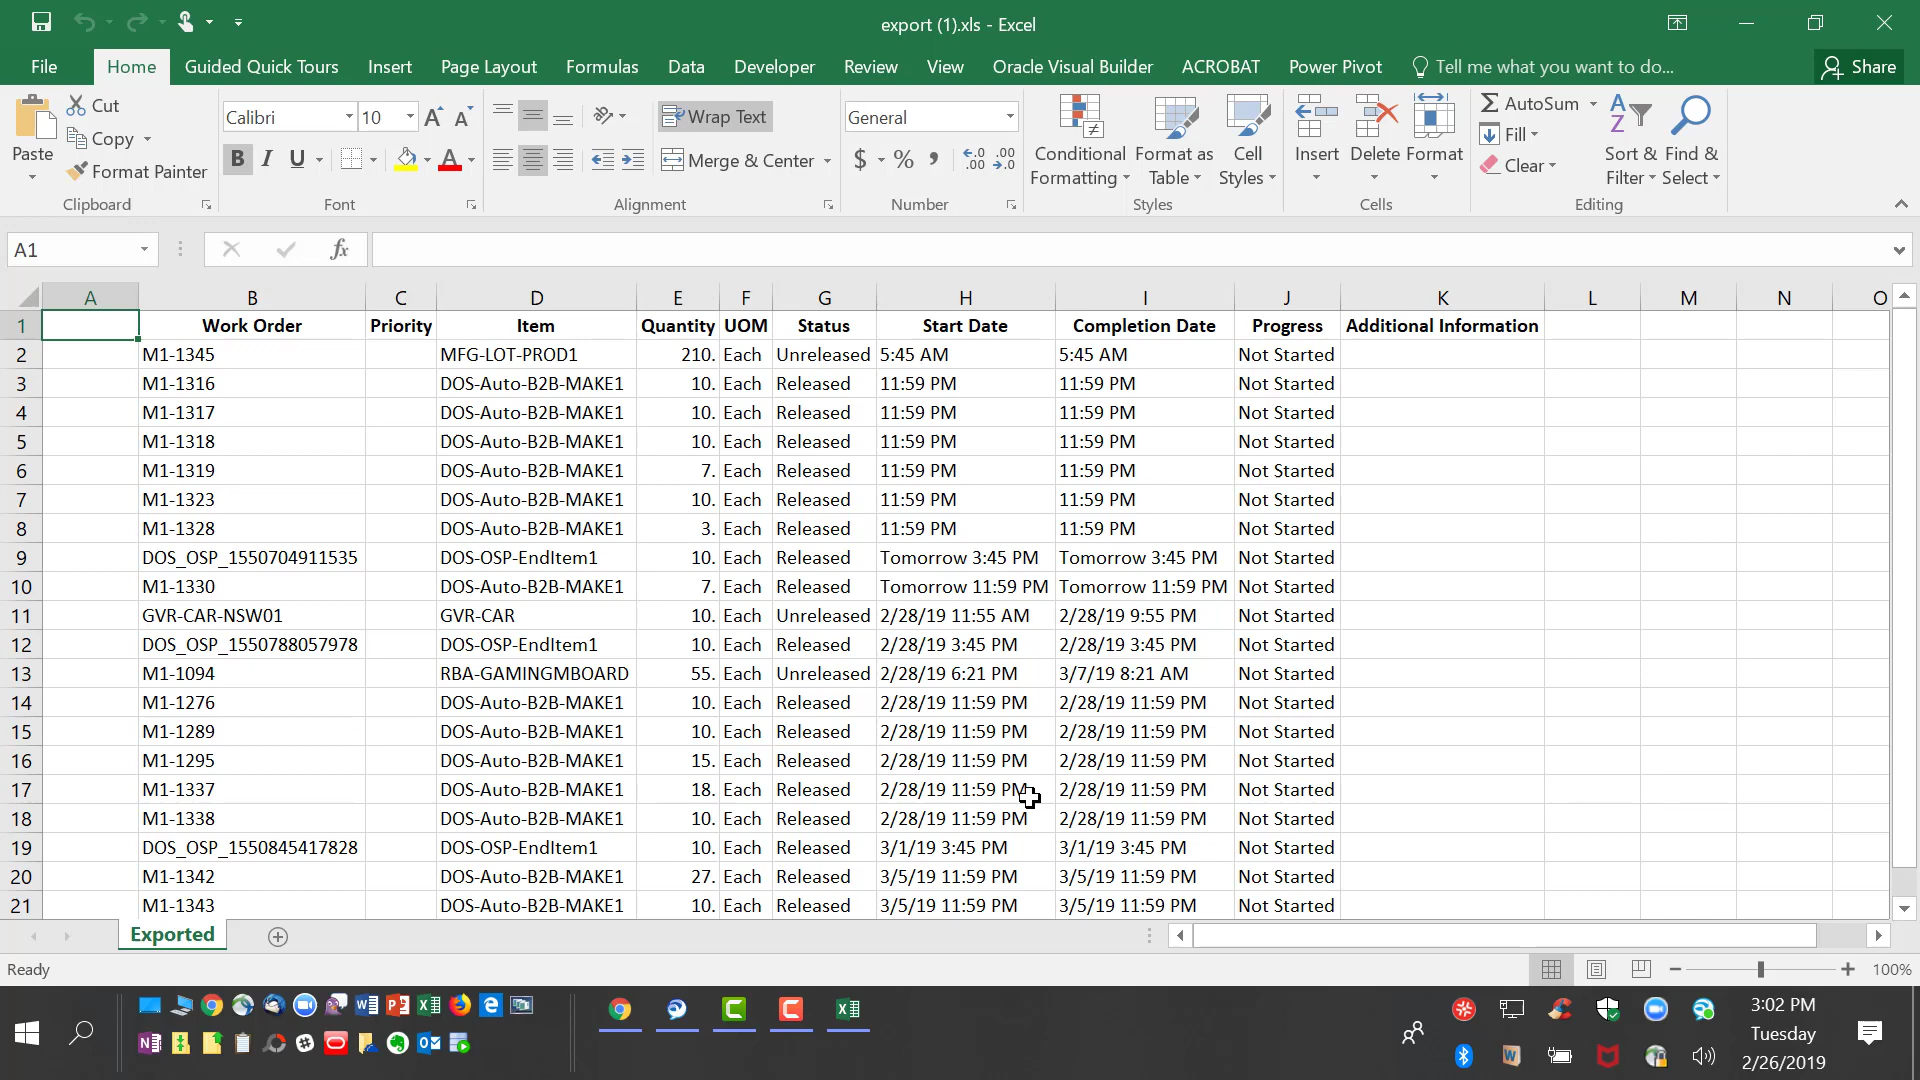 export (1).xls - Excel
File Home Guided Quick Tours Insert Page Layout Formulas Data Developer Review View Oracle Visual Builder ACROBAT Power Pivot Tell me what you want to do... Share
Paste
Cut
Copy
Format Painter
Clipboard
Calibri 10
B I U
Font
Wrap Text
Merge & Center
Alignment
General
$ % ,
Number
Conditional Formatting
Format as Table
Cell Styles
Styles
Insert Delete Format
Cells
AutoSum
Fill
Clear
Sort & Filter
Find & Select
Editing
A1 fx
A B C D E F G H I J K L M N O
1 Work Order Priority Item Quantity UOM Status Start Date Completion Date Progress Additional Information
2 M1-1345 MFG-LOT-PROD1 210. Each Unreleased 5:45 AM 5:45 AM Not Started
3 M1-1316 DOS-Auto-B2B-MAKE1 10. Each Released 11:59 PM 11:59 PM Not Started
4 M1-1317 DOS-Auto-B2B-MAKE1 10. Each Released 11:59 PM 11:59 PM Not Started
5 M1-1318 DOS-Auto-B2B-MAKE1 10. Each Released 11:59 PM 11:59 PM Not Started
6 M1-1319 DOS-Auto-B2B-MAKE1 7. Each Released 11:59 PM 11:59 PM Not Started
7 M1-1323 DOS-Auto-B2B-MAKE1 10. Each Released 11:59 PM 11:59 PM Not Started
8 M1-1328 DOS-Auto-B2B-MAKE1 3. Each Released 11:59 PM 11:59 PM Not Started
9 DOS_OSP_1550704911535 DOS-OSP-EndItem1 10. Each Released Tomorrow 3:45 PM Tomorrow 3:45 PM Not Started
10 M1-1330 DOS-Auto-B2B-MAKE1 7. Each Released Tomorrow 11:59 PM Tomorrow 11:59 PM Not Started
11 GVR-CAR-NSW01 GVR-CAR 10. Each Unreleased 2/28/19 11:55 AM 2/28/19 9:55 PM Not Started
12 DOS_OSP_1550788057978 DOS-OSP-EndItem1 10. Each Released 2/28/19 3:45 PM 2/28/19 3:45 PM Not Started
13 M1-1094 RBA-GAMINGMBOARD 55. Each Unreleased 2/28/19 6:21 PM 3/7/19 8:21 AM Not Started
14 M1-1276 DOS-Auto-B2B-MAKE1 10. Each Released 2/28/19 11:59 PM 2/28/19 11:59 PM Not Started
15 M1-1289 DOS-Auto-B2B-MAKE1 10. Each Released 2/28/19 11:59 PM 2/28/19 11:59 PM Not Started
16 M1-1295 DOS-Auto-B2B-MAKE1 15. Each Released 2/28/19 11:59 PM 2/28/19 11:59 PM Not Started
17 M1-1337 DOS-Auto-B2B-MAKE1 18. Each Released 2/28/19 11:59 PM 2/28/19 11:59 PM Not Started
18 M1-1338 DOS-Auto-B2B-MAKE1 10. Each Released 2/28/19 11:59 PM 2/28/19 11:59 PM Not Started
19 DOS_OSP_1550845417828 DOS-OSP-EndItem1 10. Each Released 3/1/19 3:45 PM 3/1/19 3:45 PM Not Started
20 M1-1342 DOS-Auto-B2B-MAKE1 27. Each Released 3/5/19 11:59 PM 3/5/19 11:59 PM Not Started
21 M1-1343 DOS-Auto-B2B-MAKE1 10. Each Released 3/5/19 11:59 PM 3/5/19 11:59 PM Not Started
Exported
Ready 100%
3:02 PM
Tuesday
2/26/2019